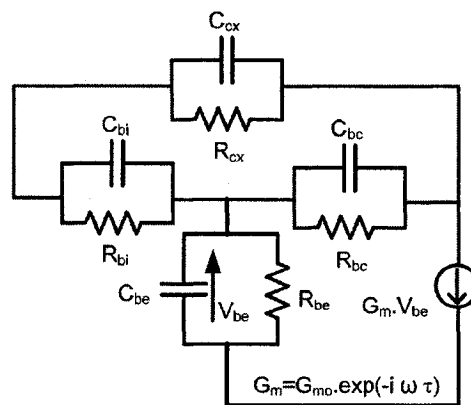 Ccx
Rcx
Cbi
Cbc
Rbi
Rbc
Cbe
Vbe
Rbe
Gm.Vbe
Gm=Gmo.exp(-i ω τ)